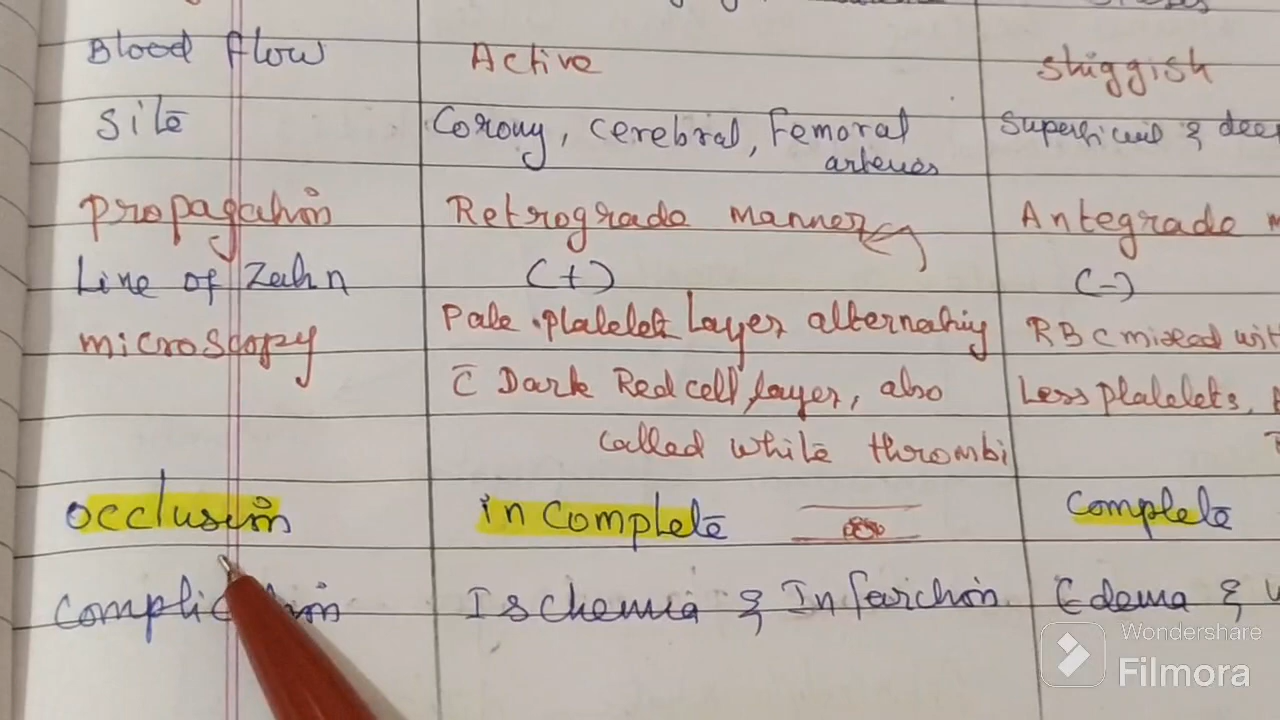 Blood flow Active sluggish
Site Corony, Cerebral, Femoral Superficial & dee
arteries
Propagation Retrograde manner Antegrade m
Line of Zahn (+) (-)
microscopy Pale platelet Layer alternating RBC mixed wit
c̄ Dark Red cell layer, also Less platelets,
called white thrombi
occlusion incomplete complete
Complication Ischemia & Infarction Edema &
Wondershare
Filmora